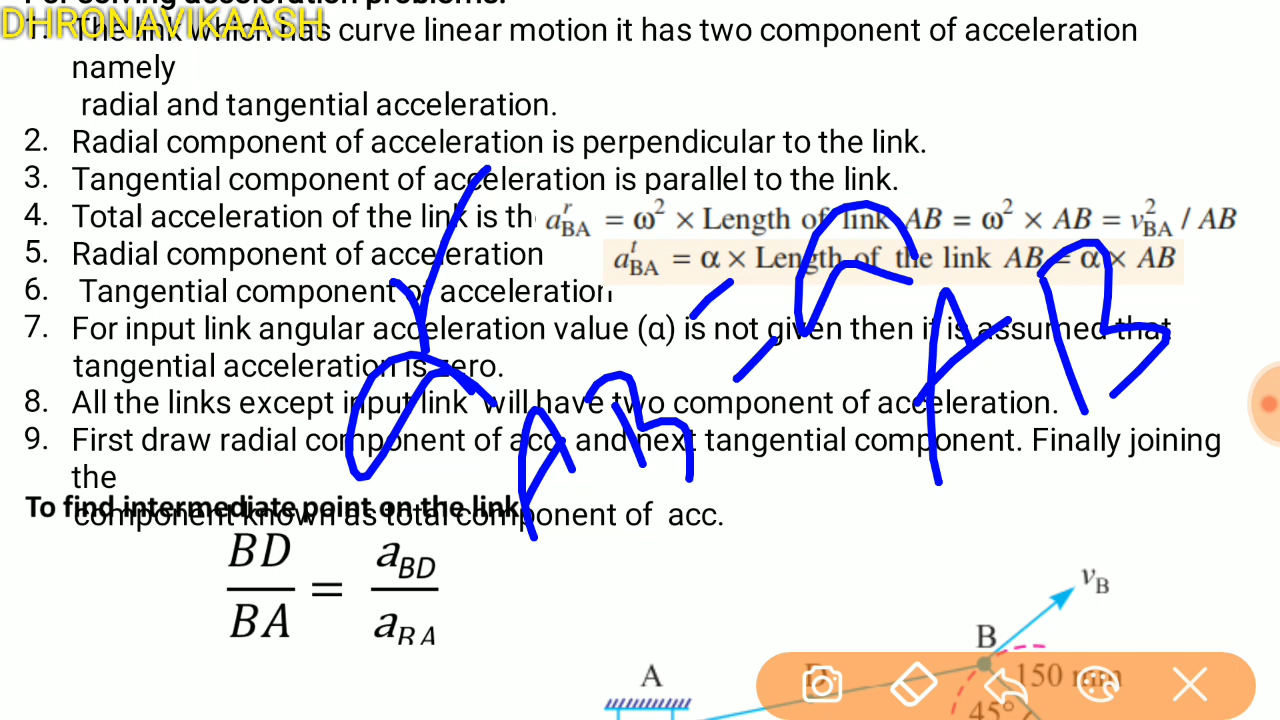 For solving acceleration problems:
DHRONAVIKAASH
1. The link which has curve linear motion it has two component of acceleration
namely
radial and tangential acceleration.
2. Radial component of acceleration is perpendicular to the link.
3. Tangential component of acceleration is parallel to the link.
4. Total acceleration of the link is th
a^r_BA = ω² × Length of link AB = ω² × AB = v²_BA / AB
5. Radial component of acceleration
a^t_BA = α × Length of the link AB = α × AB
6. Tangential component of acceleration
7. For input link angular acceleration value (α) is not given then it is assumed that
tangential acceleration is zero.
8. All the links except input link will have two component of acceleration.
9. First draw radial component of acc. and next tangential component. Finally joining
the
component known as total component of acc.
To find intermediate point on the link
BD/BA = a_BD/a_BA
v_B
B
A
D
150 mm
45°